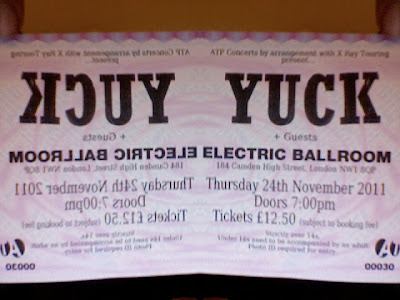 ATP Concerts by arrangement with X Ray Touring
present...
YUCK
+ Guests
ELECTRIC BALLROOM
184 Camden High Street, London NW1 8QP
Thursday 24th November 2011
Doors 7:00pm
Tickets £12.50 (subject to booking fee)
Strictly over 14s.
Under 16s need to be accompanied by an adult
Photo ID required for entry
00030